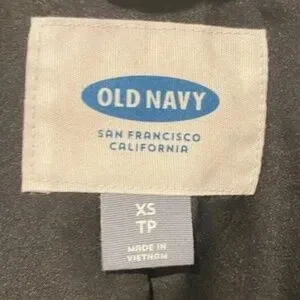 OLD NAVY
SAN FRANCISCO
CALIFORNIA
XS
TP
MADE IN
VIETNAM